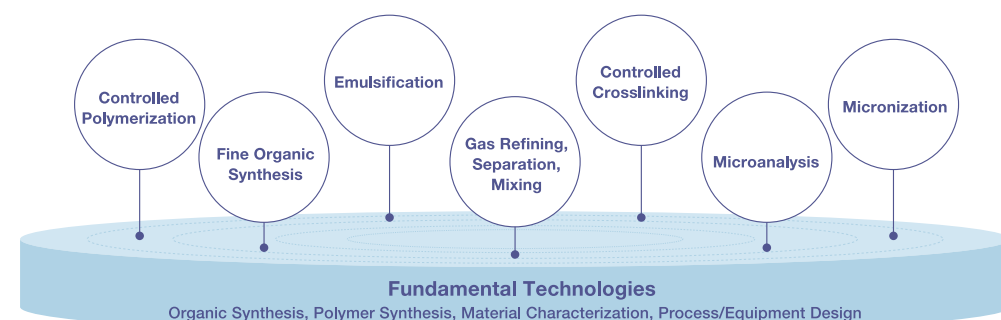 Controlled
Polymerization
Fine Organic
Synthesis
Emulsification
Gas Refining,
Separation,
Mixing
Controlled
Crosslinking
Microanalysis
Micronization
Fundamental Technologies
Organic Synthesis, Polymer Synthesis, Material Characterization, Process/Equipment Design